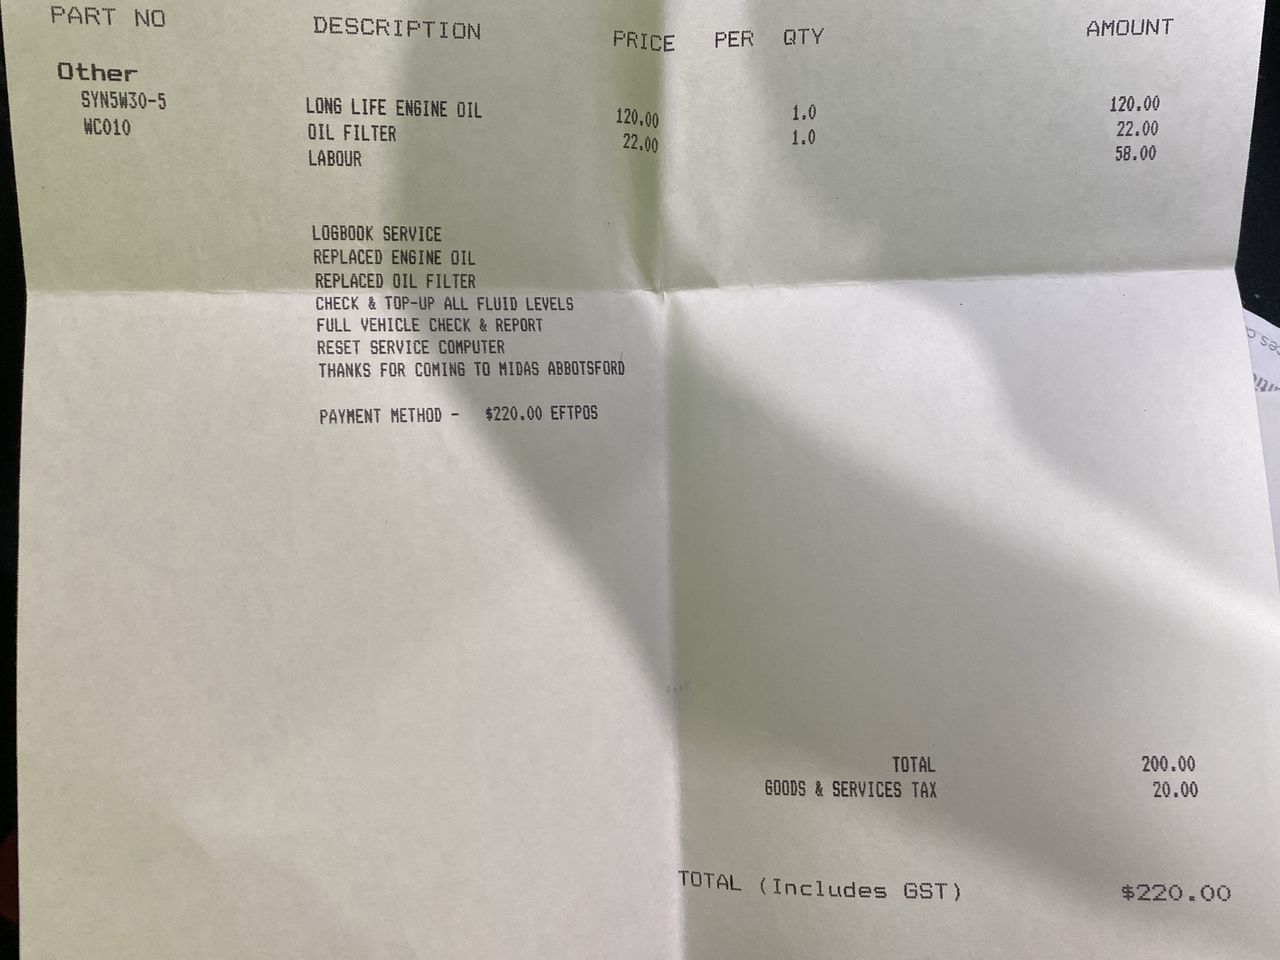 PART NO DESCRIPTION PRICE PER QTY AMOUNT
Other
SYN5W30-5 LONG LIFE ENGINE OIL 120.00 1.0 120.00
WC010 OIL FILTER 22.00 1.0 22.00
LABOUR 58.00
LOGBOOK SERVICE
REPLACED ENGINE OIL
REPLACED OIL FILTER
CHECK & TOP-UP ALL FLUID LEVELS
FULL VEHICLE CHECK & REPORT
RESET SERVICE COMPUTER
THANKS FOR COMING TO MIDAS ABBOTSFORD
PAYMENT METHOD - $220.00 EFTPOS
TOTAL 200.00
GOODS & SERVICES TAX 20.00
TOTAL (Includes GST) $220.00